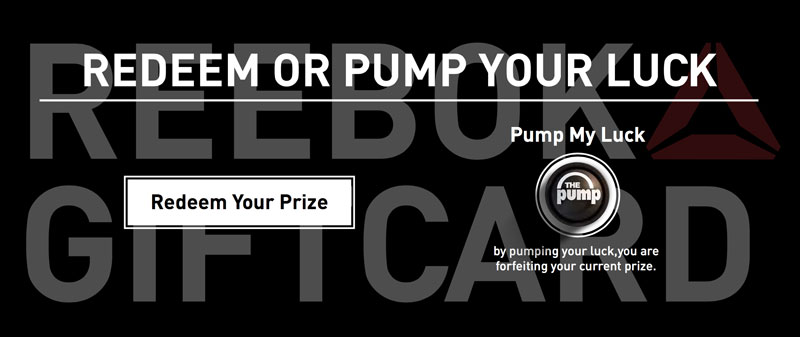 REEBOK
REDEEM OR PUMP YOUR LUCK
GIFTCARD
Redeem Your Prize
Pump My Luck
THE
pump
by pumping your luck,you are
forfeiting your current prize.